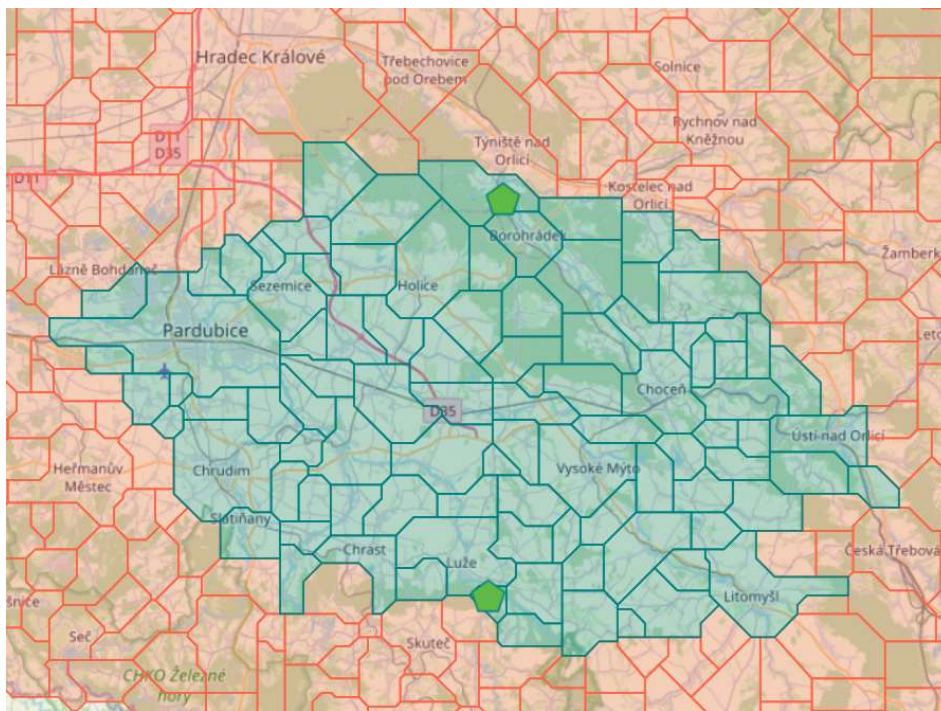 Hradec Králové
Třebechovice
pod Orebem
Solnice
D11
D35
Rychnov nad
Kněžnou
Týniště nad
Orlicí
D11
Kostelec nad
Orlicí
Borohrádek
Žamberk
Lázně Bohdaneč
Sezemice
Holice
Pardubice
Leto
Choceň
D35
Ústí nad Orlicí
Heřmanův
Městec
Chrudim
Vysoké Mýto
Slatiňany
Chrast
Luže
Česká Třebová
Litomyšl
šnice
Seč
Skuteč
CHKO Železné
hory